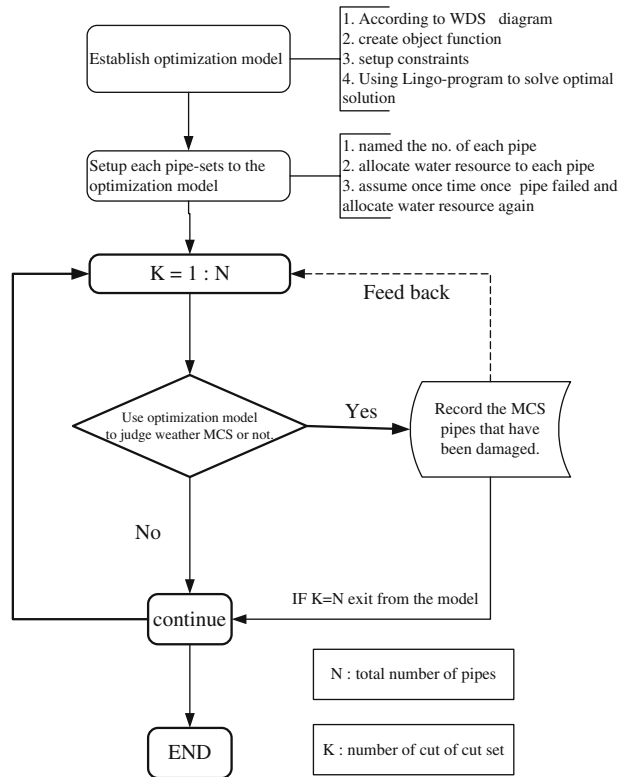 Establish optimization model
1. According to WDS diagram
2. create object function
3. setup constraints
4. Using Lingo-program to solve optimal
solution
Setup each pipe-sets to the
optimization model
1. named the no. of each pipe
2. allocate water resource to each pipe
3. assume once time once pipe failed and
allocate water resource again
K = 1 : N
Feed back
Use optimization model
to judge weather MCS or not.
Yes
Record the MCS
pipes that have
been damaged.
No
IF K=N exit from the model
continue
N : total number of pipes
END
K : number of cut of cut set